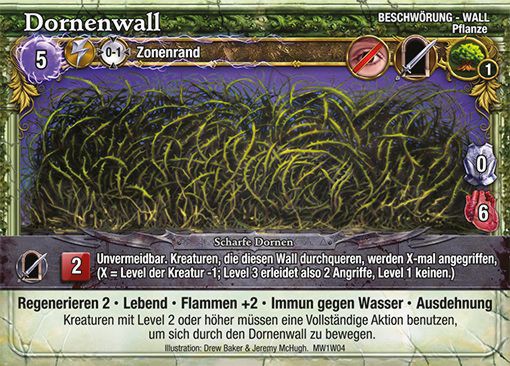 Dornenwall
BESCHWÖRUNG - WALL
Pflanze
5
0-1
Zonenrand
1
0
6
Scharfe Dornen
2
Unvermeidbar. Kreaturen, die diesen Wall durchqueren, werden X-mal angegriffen,
(X = Level der Kreatur -1; Level 3 erleidet also 2 Angriffe, Level 1 keinen.)
Regenerieren 2 • Lebend • Flammen +2 • Immun gegen Wasser • Ausdehnung
Kreaturen mit Level 2 oder höher müssen eine Vollständige Aktion benutzen,
um sich durch den Dornenwall zu bewegen.
Illustration: Drew Baker & Jeremy McHugh. MW1W04